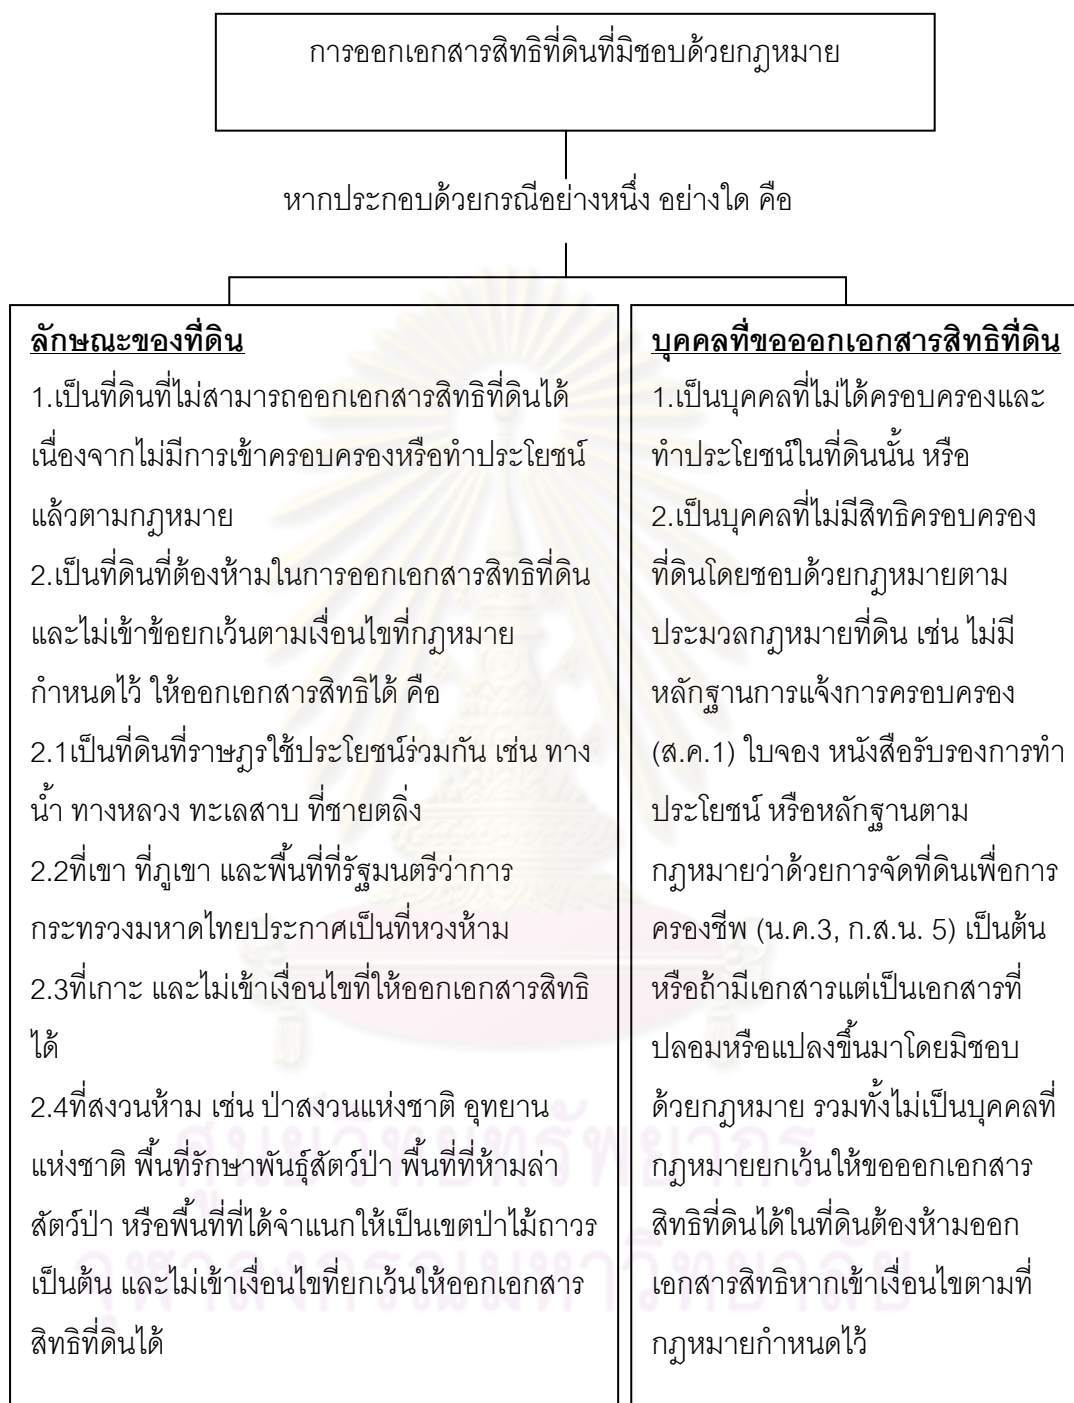 การออกเอกสารสิทธิที่ดินที่มิชอบด้วยกฎหมาย
หากประกอบด้วยกรณีอย่างหนึ่ง อย่างใด คือ
ลักษณะของที่ดิน
1.เป็นที่ดินที่ไม่สามารถออกเอกสารสิทธิที่ดินได้
เนื่องจากไม่มีการเข้าครอบครองหรือทำประโยชน์
แล้วตามกฎหมาย
2.เป็นที่ดินที่ต้องห้ามในการออกเอกสารสิทธิที่ดิน
และไม่เข้าข้อยกเว้นตามเงื่อนไขที่กฎหมาย
กำหนดไว้ ให้ออกเอกสารสิทธิได้ คือ
2.1เป็นที่ดินที่ราษฎรใช้ประโยชน์ร่วมกัน เช่น ทาง
น้ำ ทางหลวง ทะเลสาบ ที่ชายตลิ่ง
2.2ที่เขา ที่ภูเขา และพื้นที่ที่รัฐมนตรีว่าการ
กระทรวงมหาดไทยประกาศเป็นที่หวงห้าม
2.3ที่เกาะ และไม่เข้าเงื่อนไขที่ให้ออกเอกสารสิทธิ
ได้
2.4ที่สงวนห้าม เช่น ป่าสงวนแห่งชาติ อุทยาน
แห่งชาติ พื้นที่รักษาพันธุ์สัตว์ป่า พื้นที่ที่ห้ามล่า
สัตว์ป่า หรือพื้นที่ที่ได้จำแนกให้เป็นเขตป่าไม้ถาวร
เป็นต้น และไม่เข้าเงื่อนไขที่ยกเว้นให้ออกเอกสาร
สิทธิที่ดินได้
บุคคลที่ขอออกเอกสารสิทธิที่ดิน
1.เป็นบุคคลที่ไม่ได้ครอบครองและ
ทำประโยชน์ในที่ดินนั้น หรือ
2.เป็นบุคคลที่ไม่มีสิทธิครอบครอง
ที่ดินโดยชอบด้วยกฎหมายตาม
ประมวลกฎหมายที่ดิน เช่น ไม่มี
หลักฐานการแจ้งการครอบครอง
(ส.ค.1) ใบจอง หนังสือรับรองการทำ
ประโยชน์ หรือหลักฐานตาม
กฎหมายว่าด้วยการจัดที่ดินเพื่อการ
ครองชีพ (น.ค.3, ก.ส.น. 5) เป็นต้น
หรือถ้ามีเอกสารแต่เป็นเอกสารที่
ปลอมหรือแปลงขึ้นมาโดยมิชอบ
ด้วยกฎหมาย รวมทั้งไม่เป็นบุคคลที่
กฎหมายยกเว้นให้ขอออกเอกสาร
สิทธิที่ดินได้ในที่ดินต้องห้ามออก
เอกสารสิทธิหากเข้าเงื่อนไขตามที่
กฎหมายกำหนดไว้
ศูนย์วิทยทรัพยากร
จุฬาลงกรณ์มหาวิทยาลัย